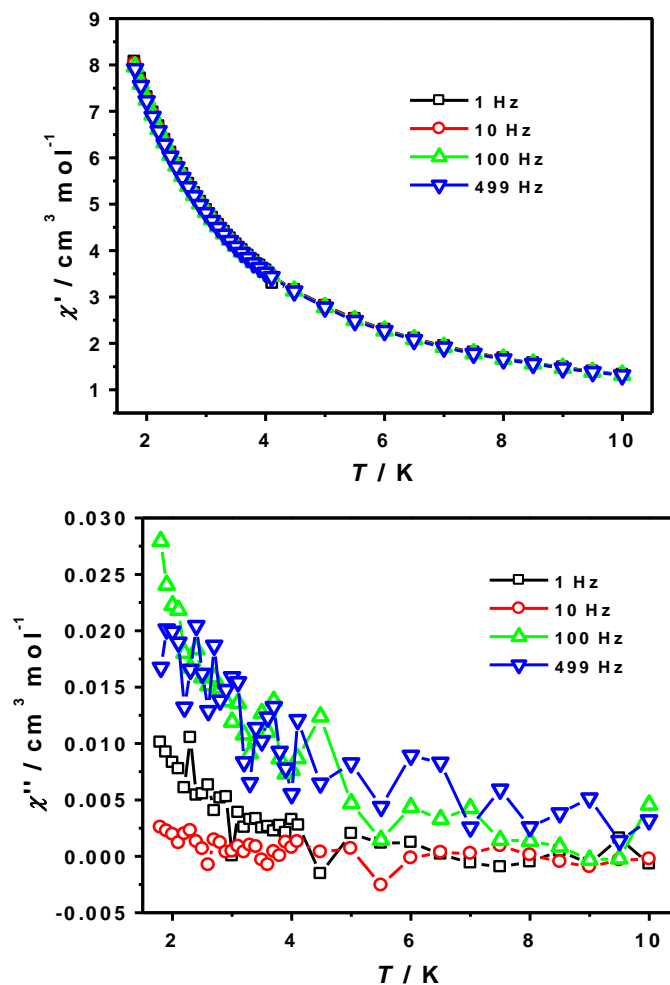 9
8
7
6
5
4
3
2
1
χ' / cm³ mol⁻¹
1 Hz
10 Hz
100 Hz
499 Hz
2 4 6 8 10
T / K
0.030
0.025
0.020
0.015
0.010
0.005
0.000
-0.005
χ'' / cm³ mol⁻¹
1 Hz
10 Hz
100 Hz
499 Hz
2 4 6 8 10
T / K